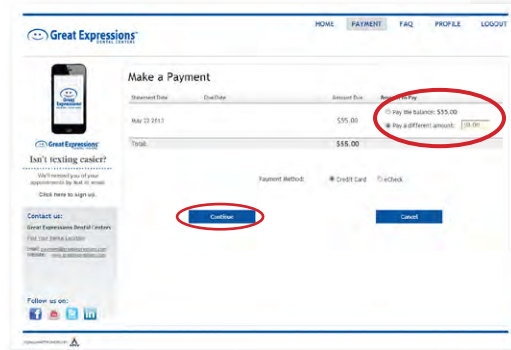 HOME PAYMENT FAQ PROFILE LOGOUT
Great Expressions™
DENTAL CENTERS
Make a Payment
Statement Date Due Date Amount Due Amount to Pay
May 22 2013 $55.00
Pay the balance: $55.00
Pay a different amount:
Total: $55.00
Payment Method: Credit Card eCheck
Continue Cancel
Great Expressions
Great Expressions
Isn't texting easier?
We'll remind you of your
appointments by text or email.
Click here to sign up.
Contact us:
Great Expressions Dental Centers
Find Your Dental Location
Follow us on: